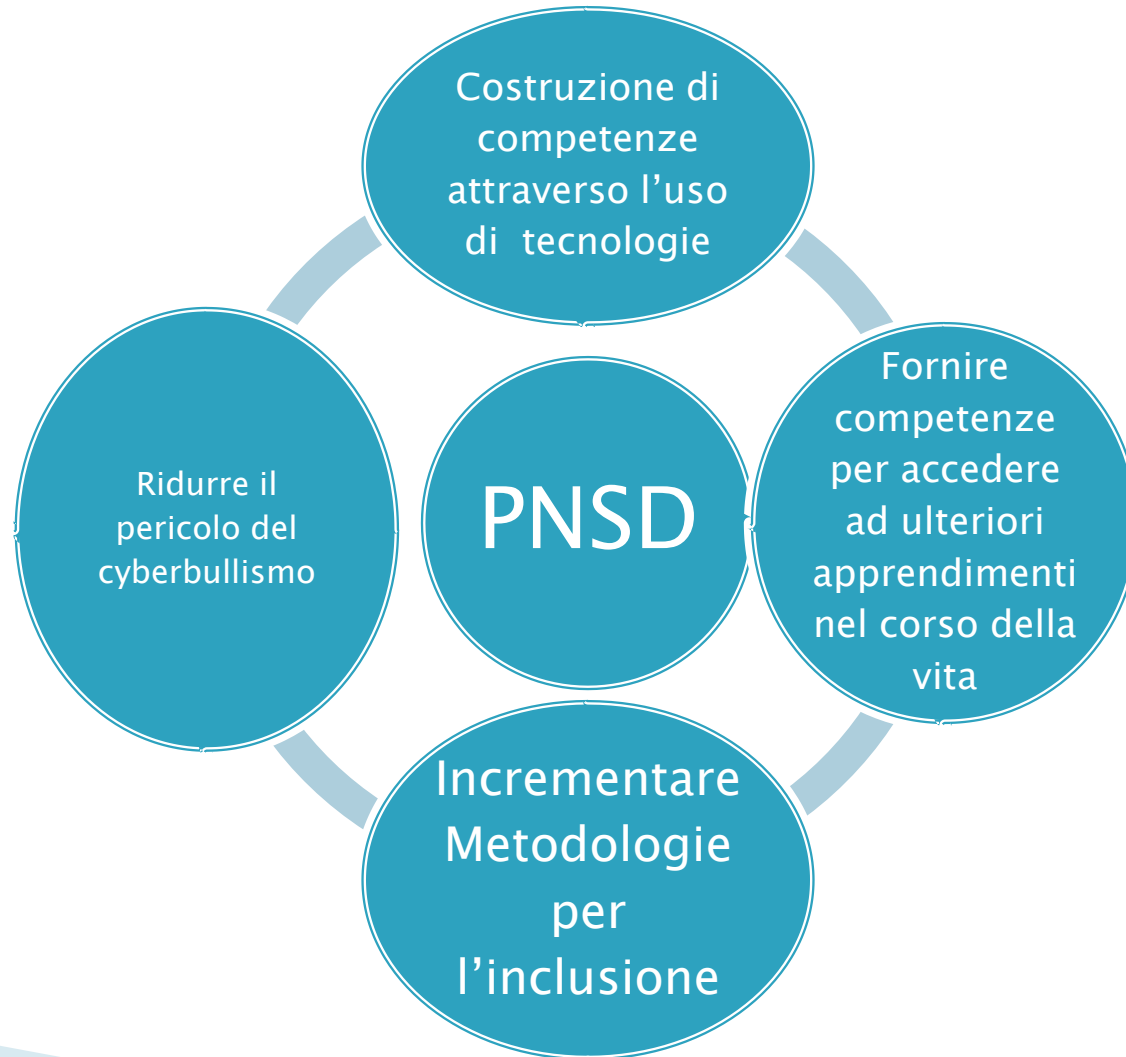 Costruzione di
competenze
attraverso l’uso
di tecnologie
Fornire
competenze
per accedere
ad ulteriori
apprendimenti
nel corso della
vita
Incrementare
Metodologie
per
l’inclusione
Ridurre il
pericolo del
cyberbullismo
PNSD